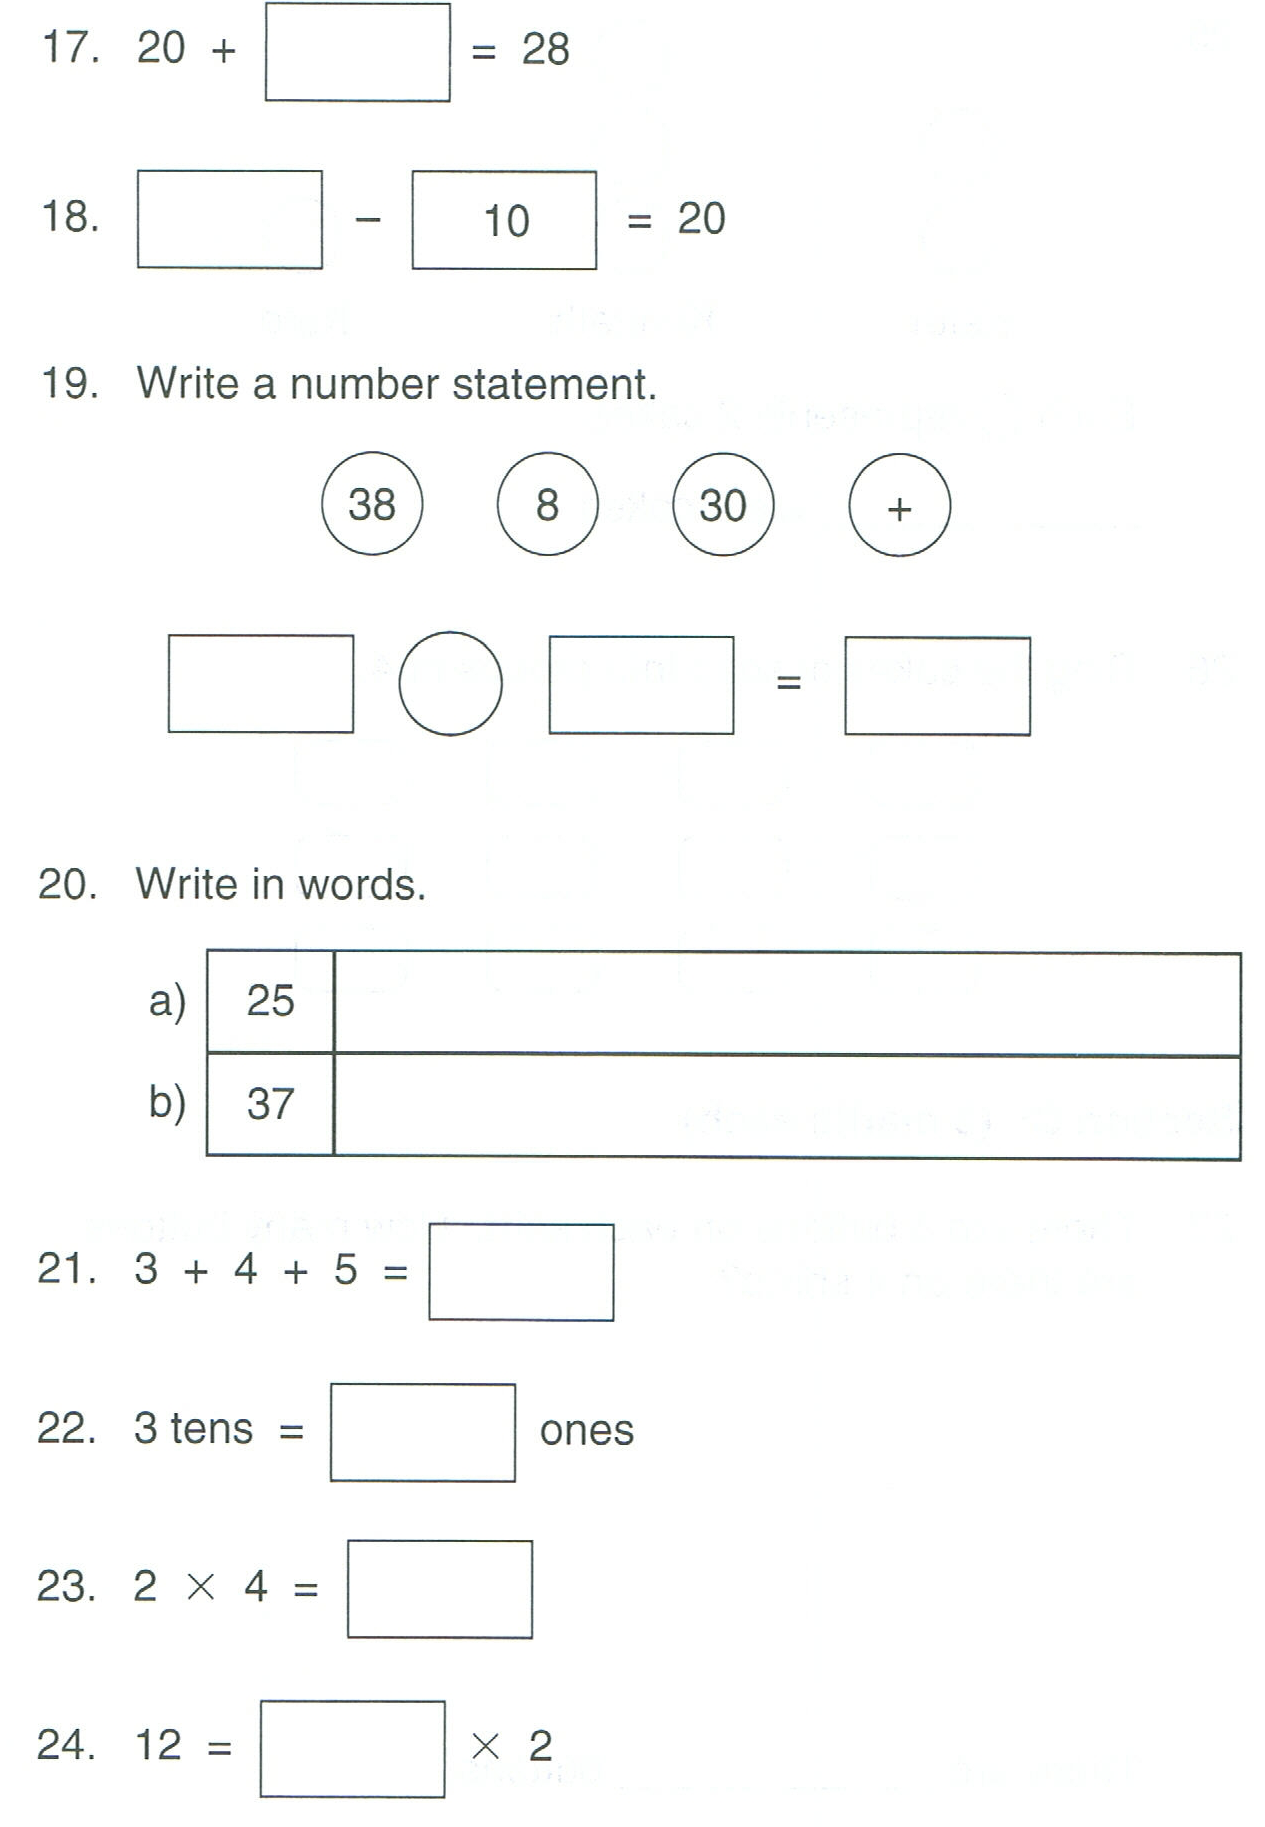 17. 20 + = 28
18. − 10 = 20
19. Write a number statement.
38 8 30 +
=
20. Write in words.
a) 25
b) 37
21. 3 + 4 + 5 =
22. 3 tens = ones
23. 2 × 4 =
24. 12 = × 2